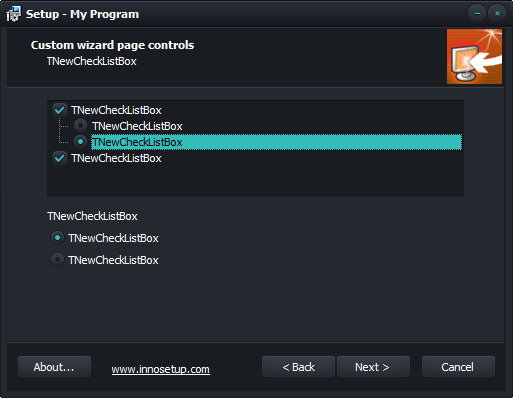 Setup - My Program
Custom wizard page controls
TNewCheckListBox
TNewCheckListBox
TNewCheckListBox
TNewCheckListBox
TNewCheckListBox
TNewCheckListBox
TNewCheckListBox
TNewCheckListBox
About... www.innosetup.com < Back Next > Cancel